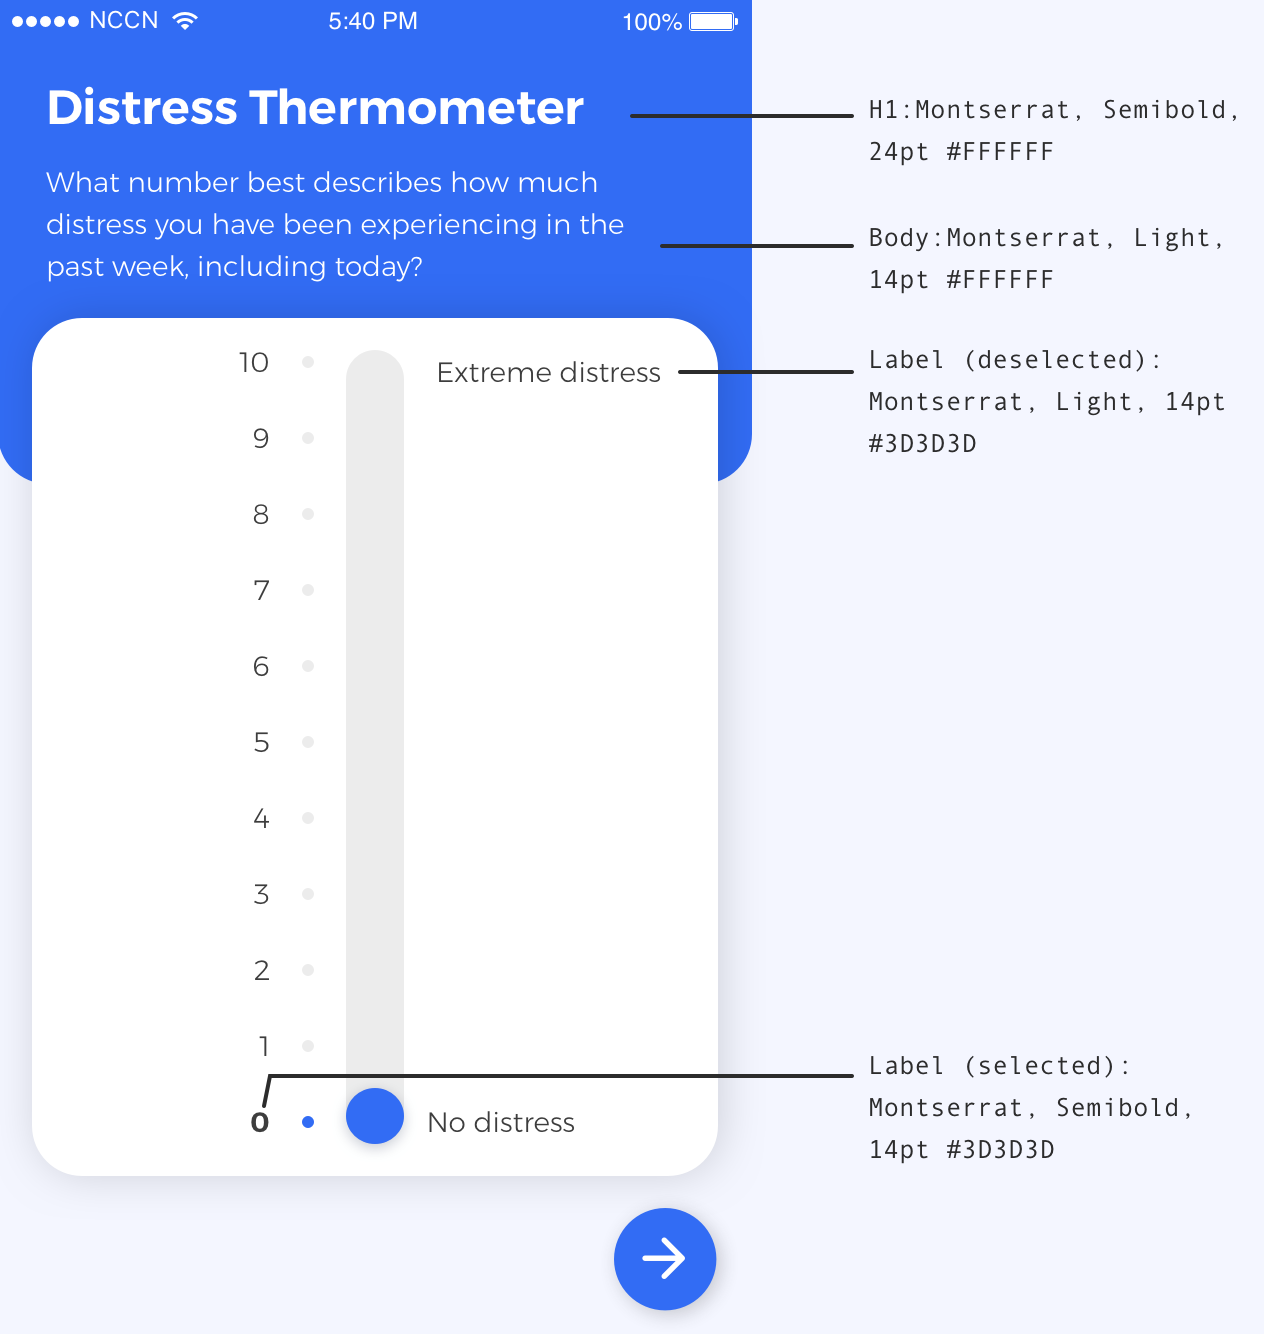 NCCN 5:40 PM 100%
Distress Thermometer
What number best describes how much
distress you have been experiencing in the
past week, including today?
10 Extreme distress
9
8
7
6
5
4
3
2
1
0 No distress
H1:Montserrat, Semibold,
24pt #FFFFFF
Body:Montserrat, Light,
14pt #FFFFFF
Label (deselected):
Montserrat, Light, 14pt
#3D3D3D
Label (selected):
Montserrat, Semibold,
14pt #3D3D3D